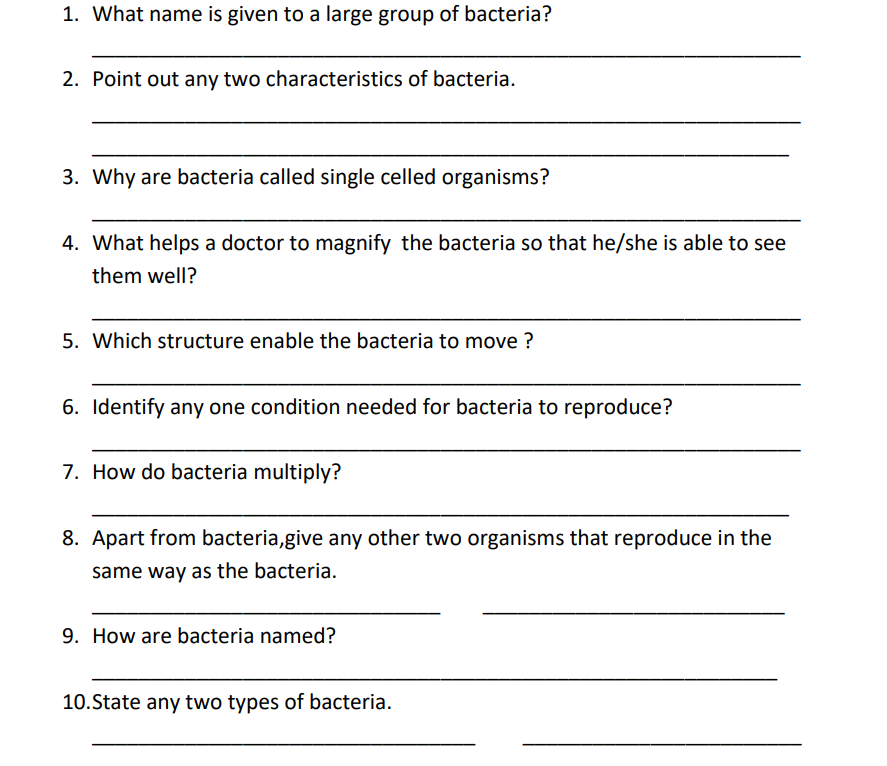 1. What name is given to a large group of bacteria?
2. Point out any two characteristics of bacteria.
3. Why are bacteria called single celled organisms?
4. What helps a doctor to magnify  the bacteria so that he/she is able to see
them well?
5. Which structure enable the bacteria to move ?
6. Identify any one condition needed for bacteria to reproduce?
7. How do bacteria multiply?
8. Apart from bacteria,give any other two organisms that reproduce in the
same way as the bacteria.
9. How are bacteria named?
10.State any two types of bacteria.